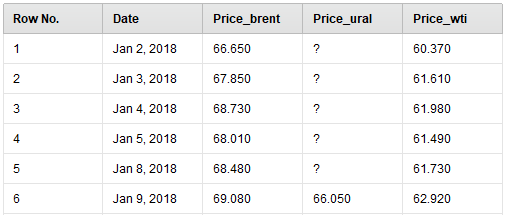 Row No. Date Price_brent Price_ural Price_wti
1 Jan 2, 2018 66.650 ? 60.370
2 Jan 3, 2018 67.850 ? 61.610
3 Jan 4, 2018 68.730 ? 61.980
4 Jan 5, 2018 68.010 ? 61.490
5 Jan 8, 2018 68.480 ? 61.730
6 Jan 9, 2018 69.080 66.050 62.920